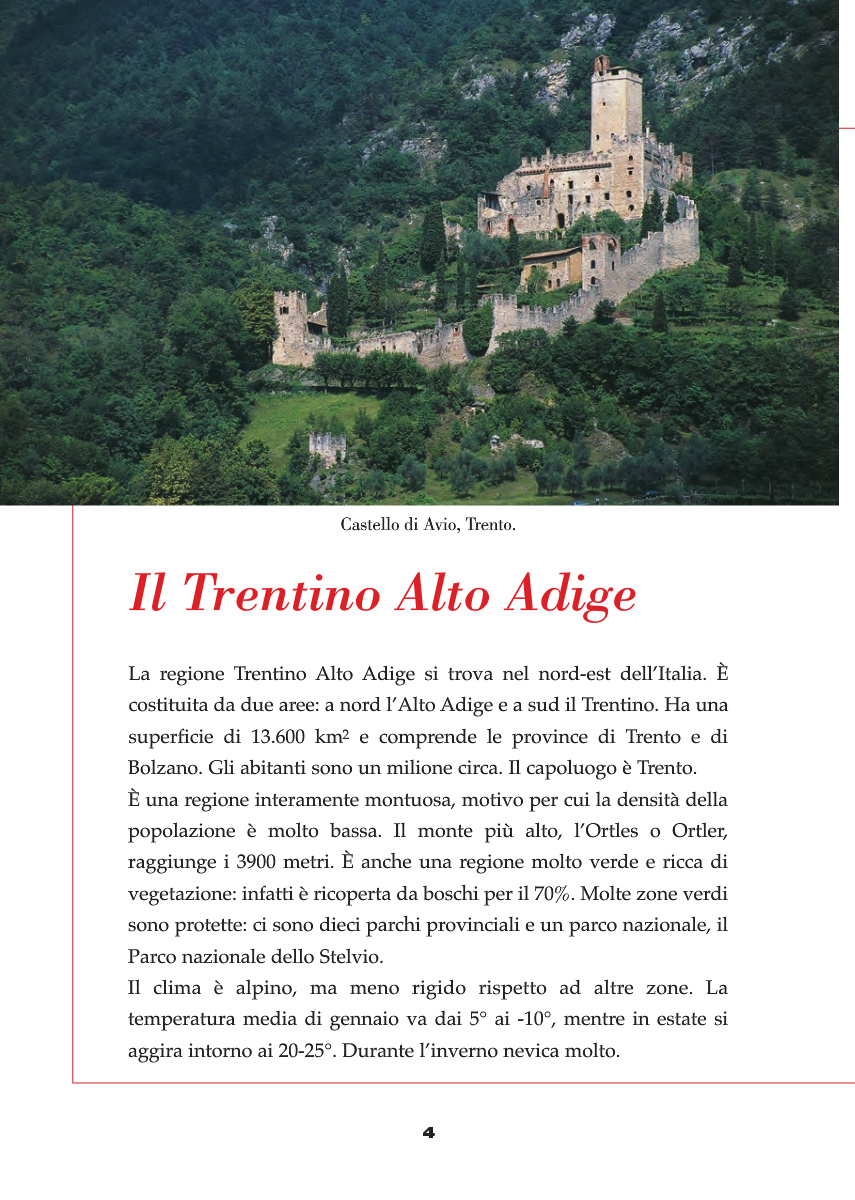 Castello di Avio, Trento.
Il Trentino Alto Adige
La regione Trentino Alto Adige si trova nel nord-est dell’Italia. È
costituita da due aree: a nord l’Alto Adige e a sud il Trentino. Ha una
superficie di 13.600 km² e comprende le province di Trento e di
Bolzano. Gli abitanti sono un milione circa. Il capoluogo è Trento.
È una regione interamente montuosa, motivo per cui la densità della
popolazione è molto bassa. Il monte più alto, l’Ortles o Ortler,
raggiunge i 3900 metri. È anche una regione molto verde e ricca di
vegetazione: infatti è ricoperta da boschi per il 70%. Molte zone verdi
sono protette: ci sono dieci parchi provinciali e un parco nazionale, il
Parco nazionale dello Stelvio.
Il clima è alpino, ma meno rigido rispetto ad altre zone. La
temperatura media di gennaio va dai 5° ai -10°, mentre in estate si
aggira intorno ai 20-25°. Durante l’inverno nevica molto.
4